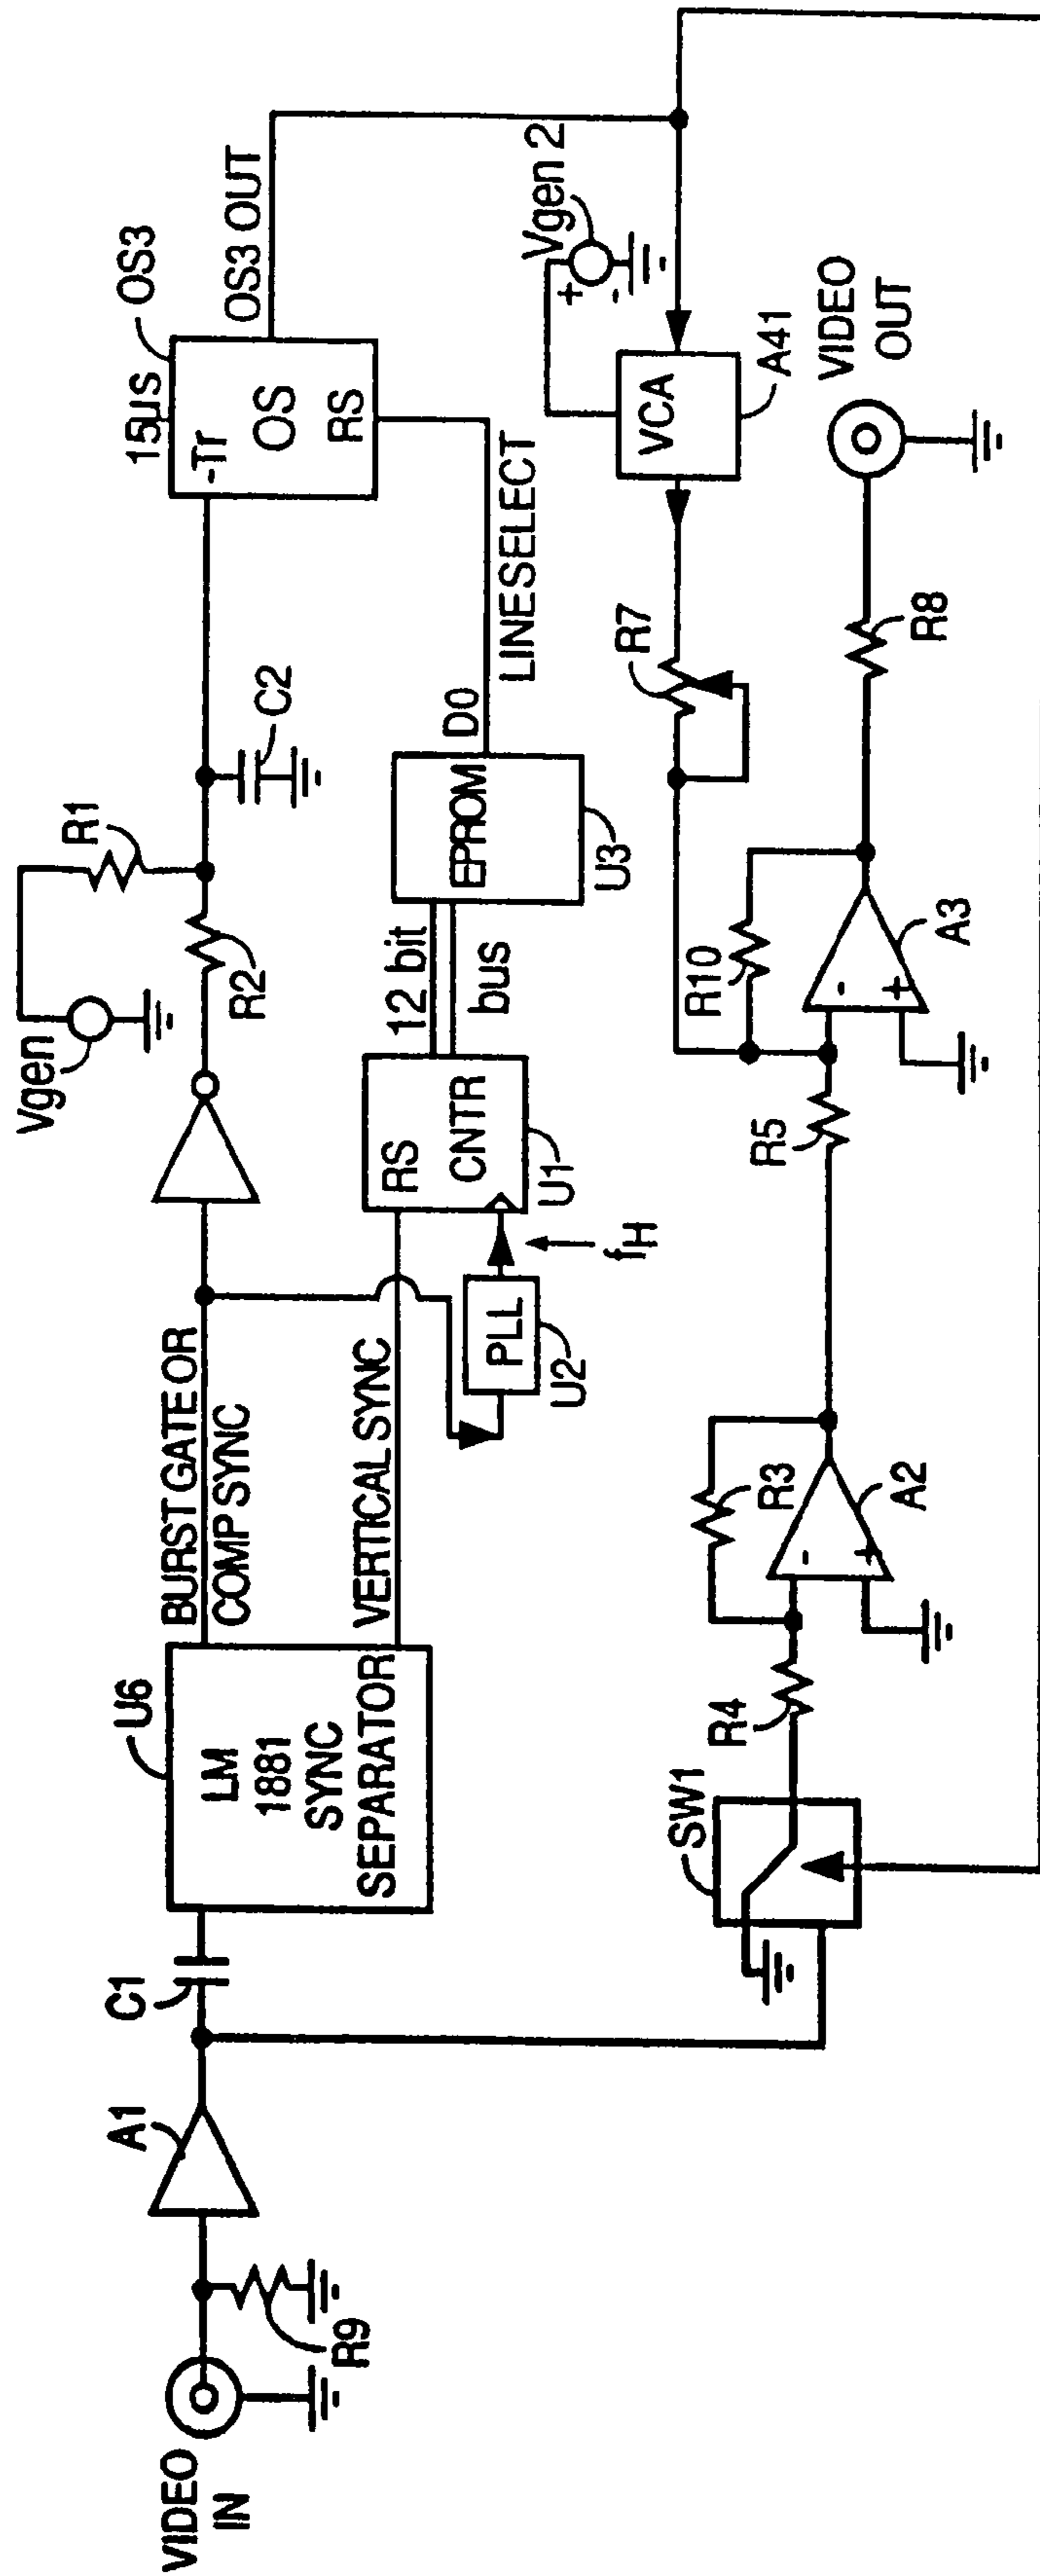 VIDEO
IN
R9
A1
C1
U6
LM
1881
SYNC
SEPARATOR
BURST GATE OR
COMP SYNC
VERTICAL SYNC
Vgen
R1
R2
C2
15µs
OS3
-Tr
OS
RS
OS3 OUT
PLL
U2
fH
RS
CNTR
U1
12 bit
bus
EPROM
U3
D0
LINESELECT
Vgen 2
+
-
VCA
A41
R7
SW1
R4
R3
-
+
A2
R5
R10
-
+
A3
R8
VIDEO
OUT